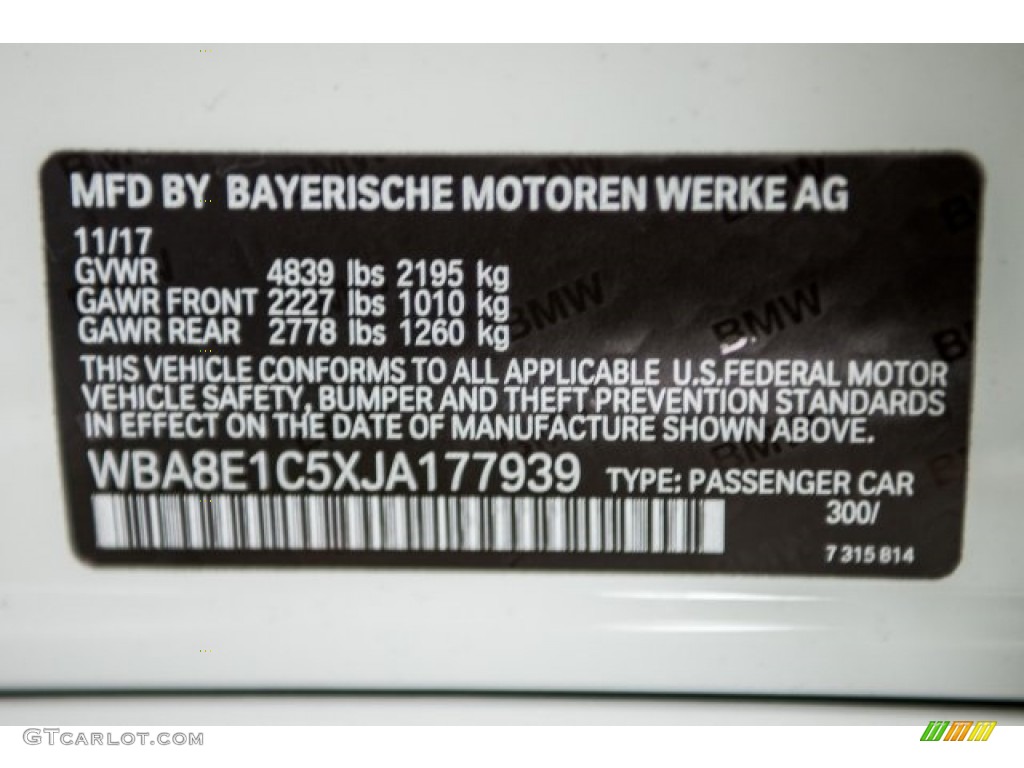 MFD BY BAYERISCHE MOTOREN WERKE AG
11/17
GVWR 4839 lbs 2195 kg
GAWR FRONT 2227 lbs 1010 kg
GAWR REAR 2778 lbs 1260 kg
BMW BMW
THIS VEHICLE CONFORMS TO ALL APPLICABLE U.S.FEDERAL MOTOR
VEHICLE SAFETY, BUMPER AND THEFT PREVENTION STANDARDS
IN EFFECT ON THE DATE OF MANUFACTURE SHOWN ABOVE.
WBA8E1C5XJA177939 TYPE: PASSENGER CAR
300/
7 315 814
GTCARLOT.COM